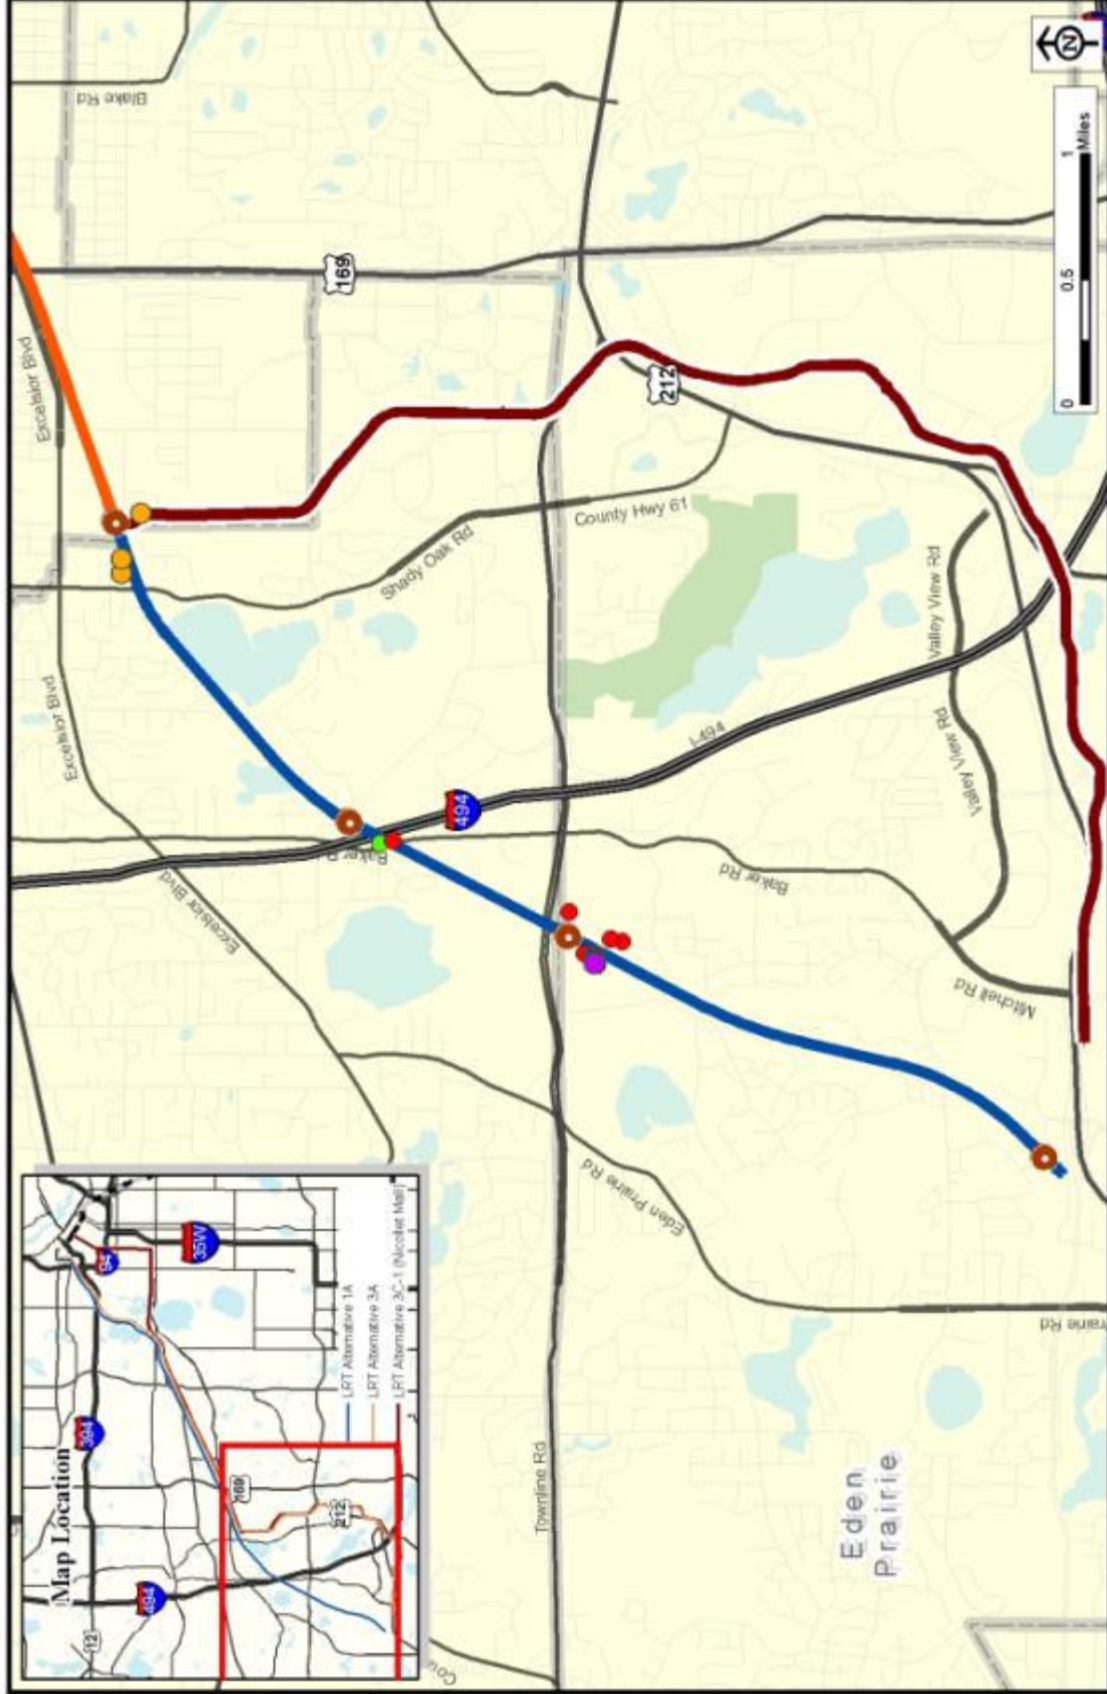 Map Location
12
394
94
35W
494
169
212
LRT Alternative 1A
LRT Alternative 3A
LRT Alternative 3C-1 (Nicollet Mall)
Excelsior Blvd
Excelsior Blvd
Excelsior Blvd
Blake Rd
169
Shady Oak Rd
County Hwy 61
212
Baker Rd
494
I-494
Townline Rd
Baker Rd
Valley View Rd
Valley View Rd
Mitchell Rd
Eden Prairie Rd
Eden
Prairie
N
0 0.5 1
Miles